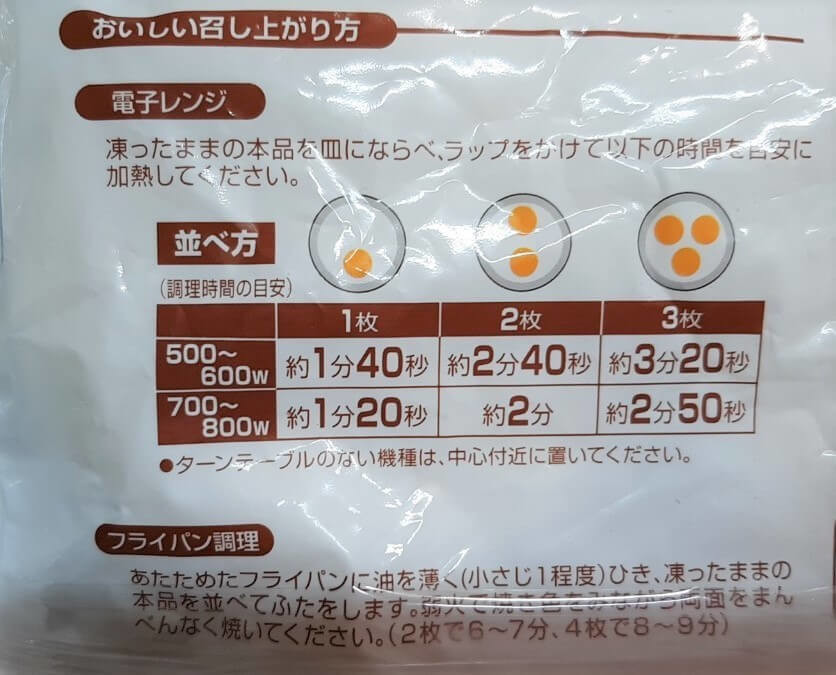 おいしい召し上がり方
電子レンジ
凍ったままの本品を皿にならべ、ラップをかけて以下の時間を目安に
加熱してください。
並べ方
(調理時間の目安)
1枚 2枚 3枚
500〜600W 約1分40秒 約2分40秒 約3分20秒
700〜800W 約1分20秒 約2分 約2分50秒
●ターンテーブルのない機種は、中心付近に置いてください。
フライパン調理
あたためたフライパンに油を薄く(小さじ1程度)ひき、凍ったままの
本品を並べてふたをします。弱火で焼き色をみながら両面をまん
べんなく焼いてください。(2枚で6〜7分、4枚で8〜9分)